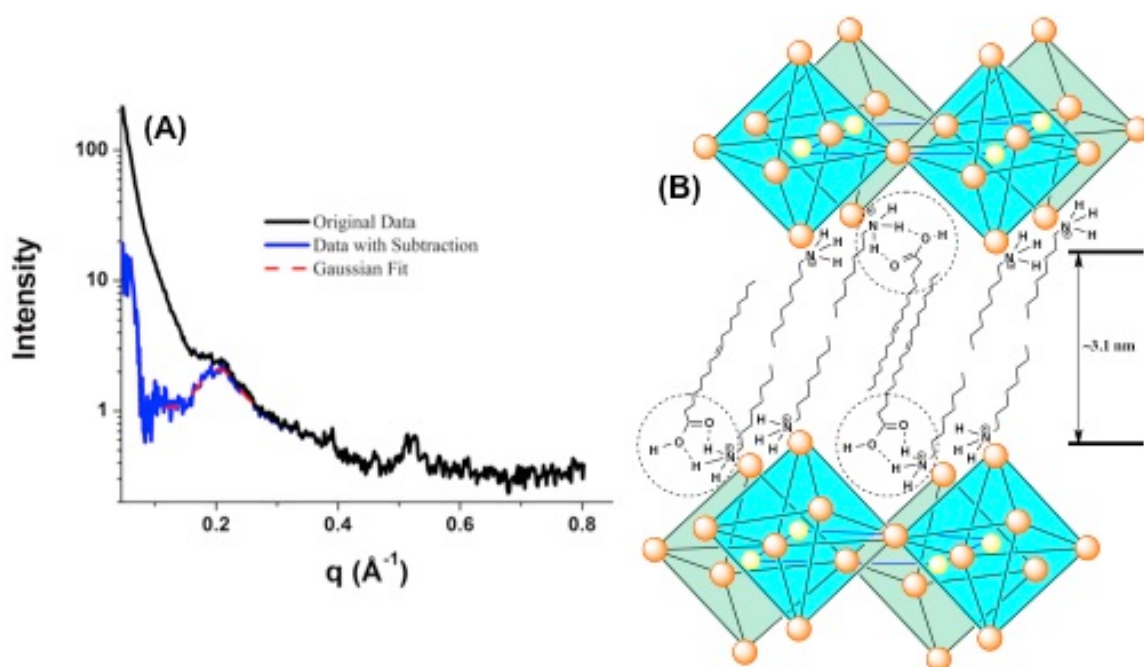 (A)
Intensity
100
10
1
Original Data
Data with Subtraction
Gaussian Fit
0.2
0.4
0.6
0.8
q (Å⁻¹)
(B)
H
N
H
H
H
N
H
H
O
H
H
O
H
N
H
H
H
N
H
H
~3.1 nm
O
H
O
H
H
N
H
H
N
H
H
O
H
O
H
H
N
H
H
N
H
H